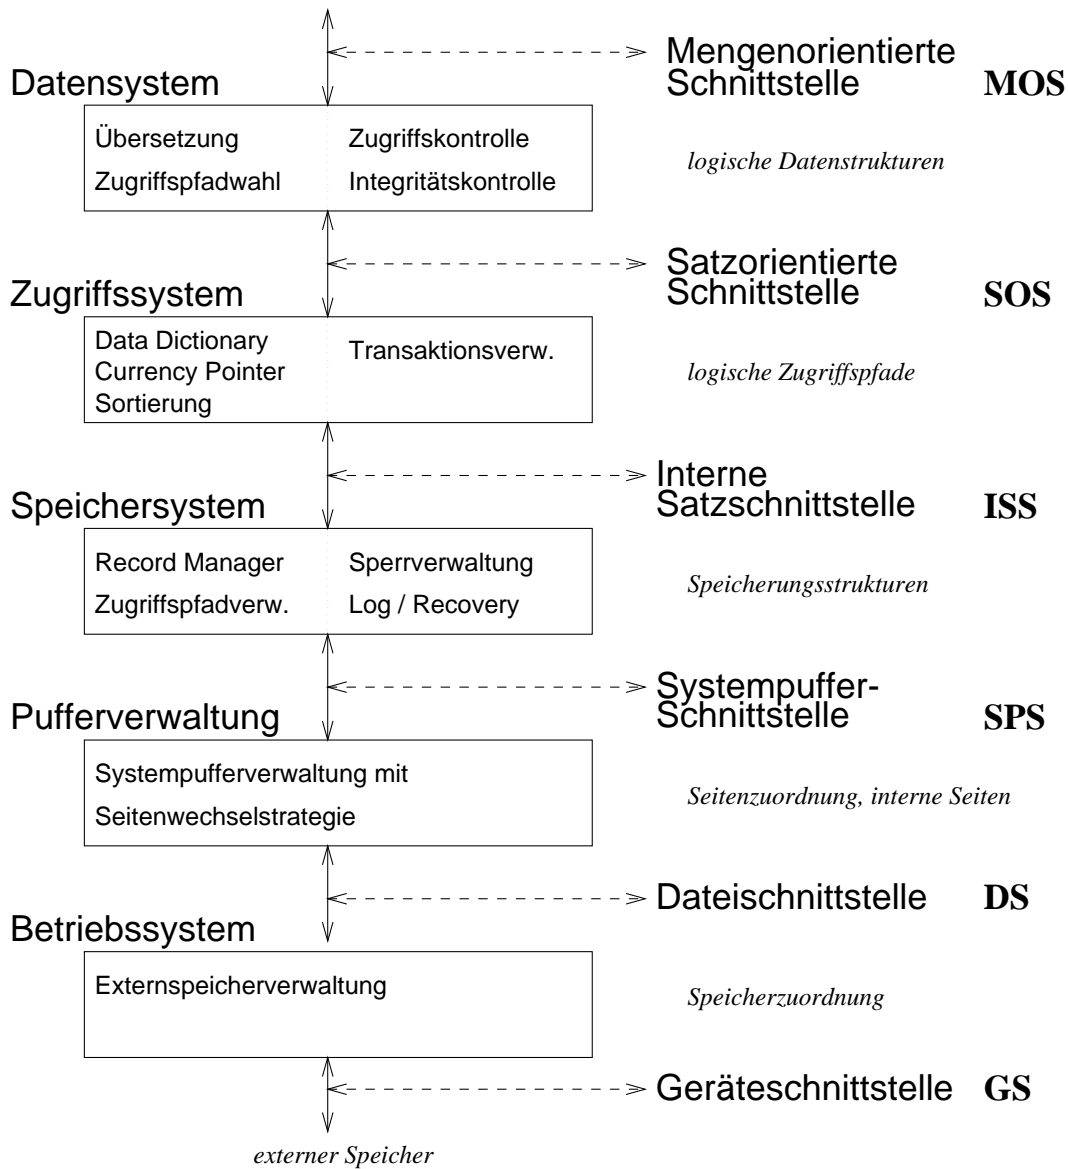 Mengenorientierte
Schnittstelle MOS
Datensystem
Übersetzung Zugriffskontrolle
Zugriffspfadwahl Integritätskontrolle
logische Datenstrukturen
Satzorientierte
Schnittstelle SOS
Zugriffssystem
Data Dictionary
Currency Pointer
Sortierung
Transaktionsverw.
logische Zugriffspfade
Interne
Satzschnittstelle ISS
Speichersystem
Record Manager Sperrverwaltung
Zugriffspfadverw. Log / Recovery
Speicherungsstrukturen
Systempuffer-
Schnittstelle SPS
Pufferverwaltung
Systempufferverwaltung mit
Seitenwechselstrategie
Seitenzuordnung, interne Seiten
Dateischnittstelle DS
Betriebssystem
Externspeicherverwaltung
Speicherzuordnung
Geräteschnittstelle GS
externer Speicher